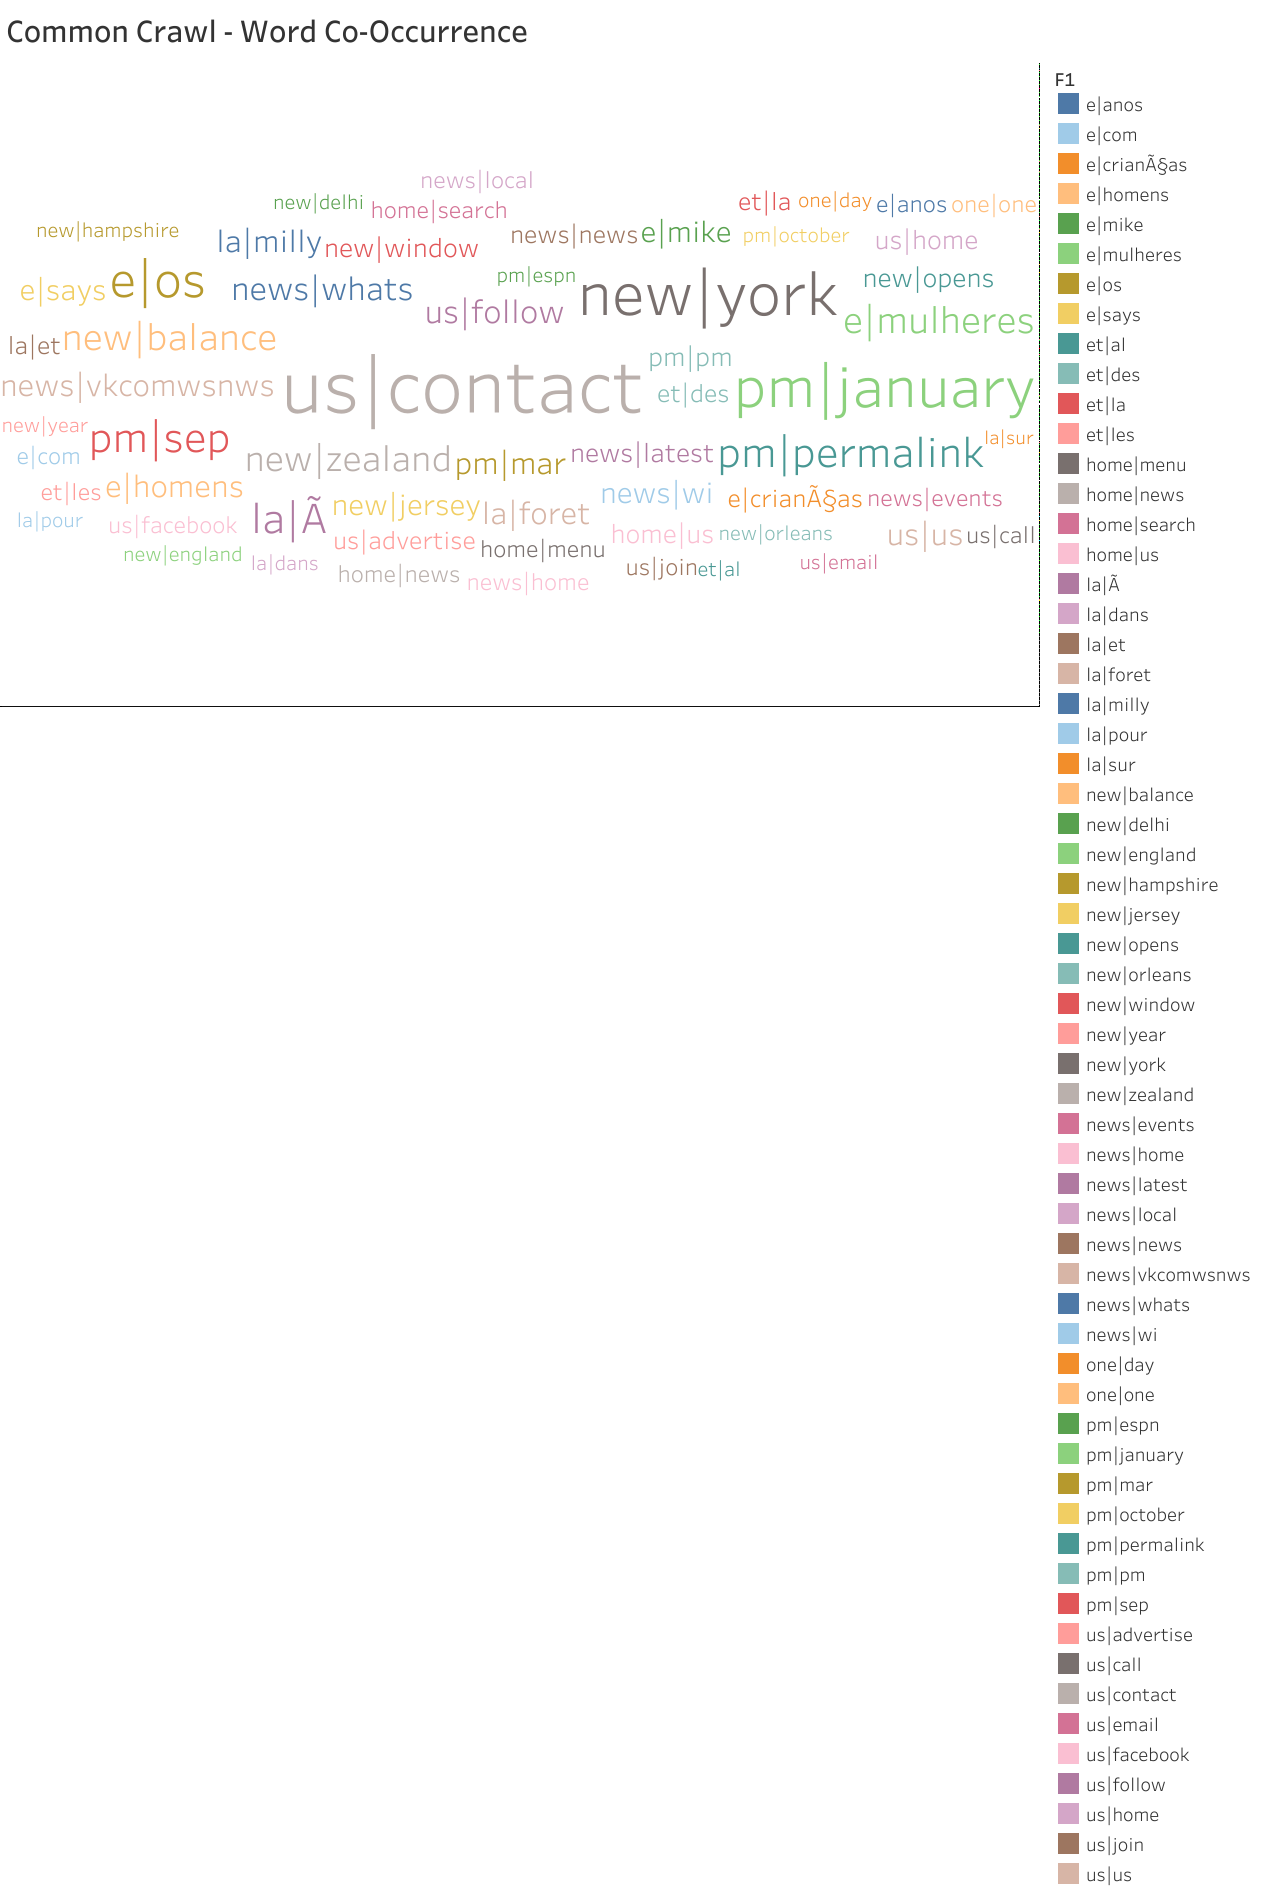 Common Crawl - Word Co-Occurrence
news|local
new|delhi
home|search
et|la
one|day
e|anos
one|one
new|hampshire
la|milly
new|window
news|news
e|mike
pm|october
us|home
e|says
e|os
news|whats
pm|espn
us|follow
new|york
new|opens
e|mulheres
la|et
new|balance
pm|pm
news|vkcomwsnws
us|contact
et|des
pm|january
new|year
pm|sep
e|com
new|zealand
pm|mar
news|latest
pm|permalink
la|sur
et|les
e|homens
la|Ã
new|jersey
la|foret
news|wi
e|crianÃ§as
news|events
la|pour
us|facebook
us|advertise
home|menu
home|us
new|orleans
us|us
us|call
new|england
la|dans
home|news
news|home
us|join
et|al
us|email
F1
e|anos
e|com
e|crianÃ§as
e|homens
e|mike
e|mulheres
e|os
e|says
et|al
et|des
et|la
et|les
home|menu
home|news
home|search
home|us
la|Ã
la|dans
la|et
la|foret
la|milly
la|pour
la|sur
new|balance
new|delhi
new|england
new|hampshire
new|jersey
new|opens
new|orleans
new|window
new|year
new|york
new|zealand
news|events
news|home
news|latest
news|local
news|news
news|vkcomwsnws
news|whats
news|wi
one|day
one|one
pm|espn
pm|january
pm|mar
pm|october
pm|permalink
pm|pm
pm|sep
us|advertise
us|call
us|contact
us|email
us|facebook
us|follow
us|home
us|join
us|us